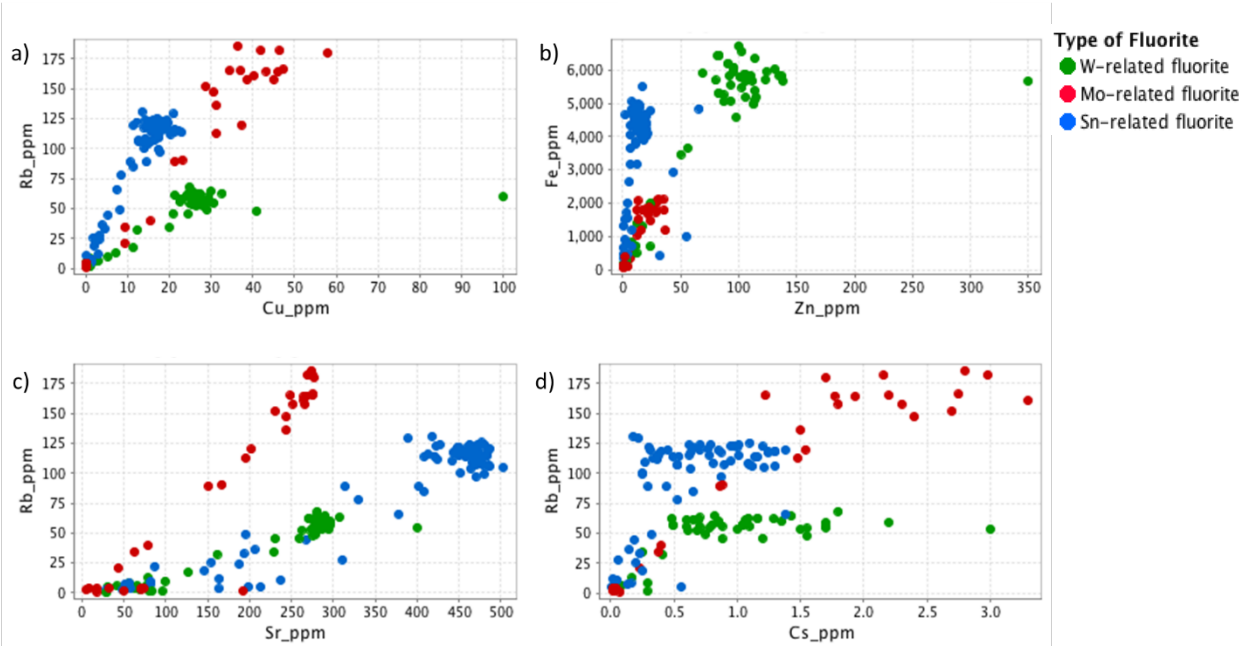 a)
175
150
125
100
75
50
25
0
Rb_ppm
0 10 20 30 40 50 60 70 80 90 100
Cu_ppm
b)
6,000
5,000
4,000
3,000
2,000
1,000
0
Fe_ppm
0 50 100 150 200 250 300 350
Zn_ppm
Type of Fluorite
W-related fluorite
Mo-related fluorite
Sn-related fluorite
c)
175
150
125
100
75
50
25
0
Rb_ppm
0 50 100 150 200 250 300 350 400 450 500
Sr_ppm
d)
175
150
125
100
75
50
25
0
Rb_ppm
0.0 0.5 1.0 1.5 2.0 2.5 3.0
Cs_ppm